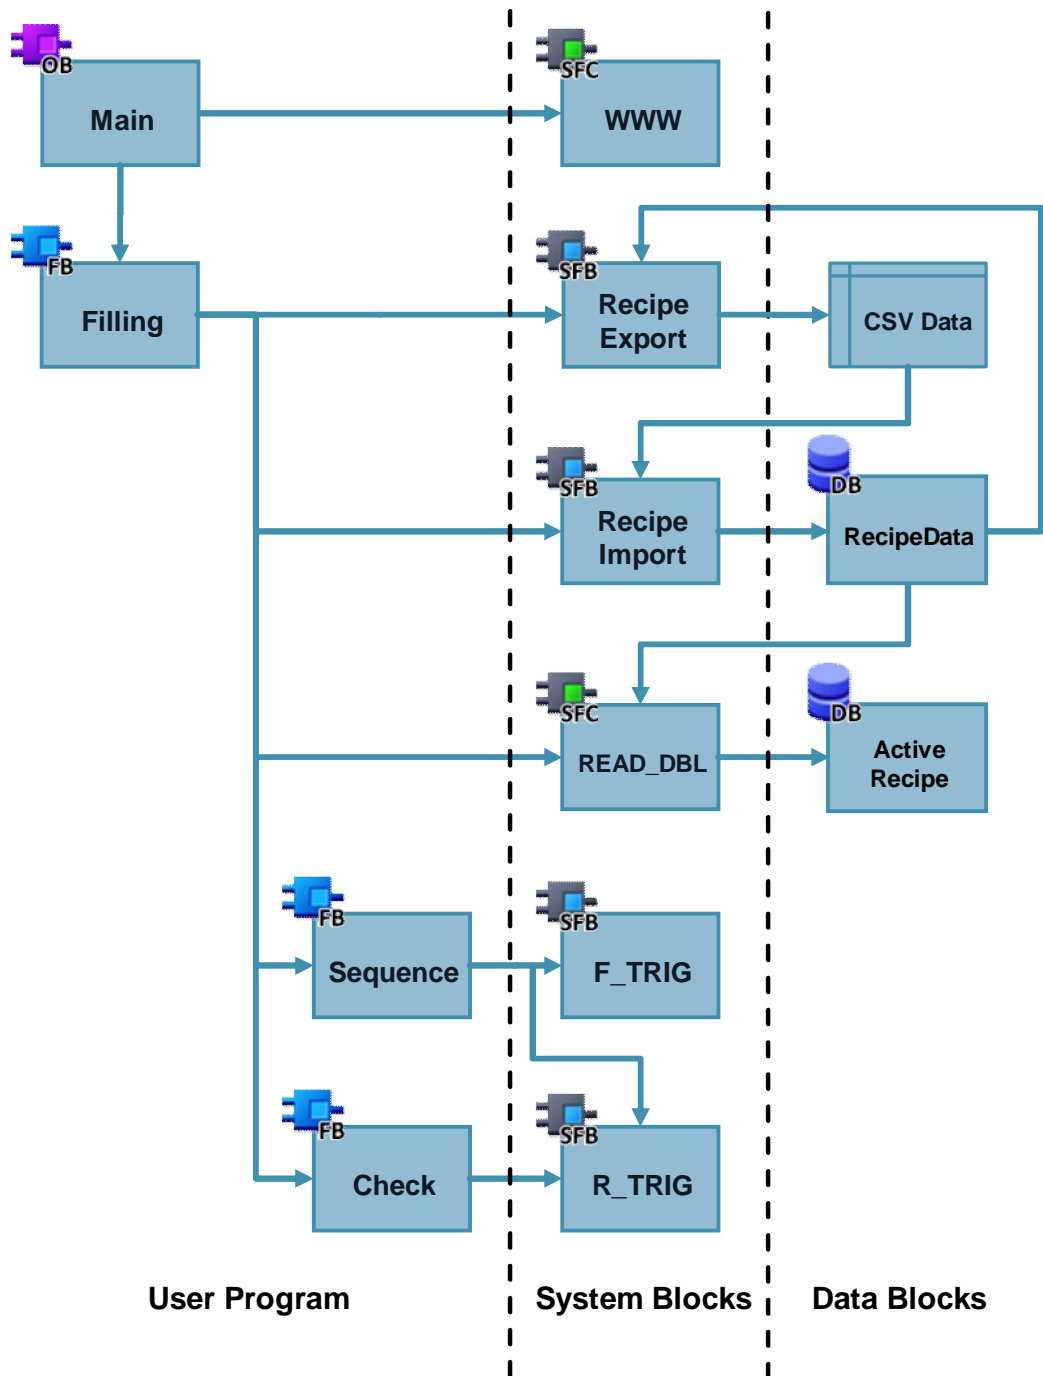 OB
Main
SFC
WWW
FB
Filling
SFB
Recipe
Export
CSV Data
SFB
Recipe
Import
DB
RecipeData
SFC
READ_DBL
DB
Active
Recipe
FB
Sequence
SFB
F_TRIG
FB
Check
SFB
R_TRIG
User Program
System Blocks
Data Blocks